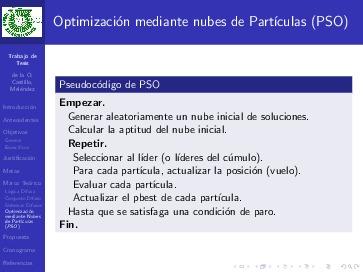 Optimización mediante nubes de Partículas (PSO)
Trabajo de
Tesis
de la O,
Castillo,
Meléndez
Introducción
Antecedentes
Objetivos
General
Específicos
Justificación
Metas
Marco Teórico
Lógica Difusa
Conjunto Difuso
Sistemas Difusos
Optimización
mediante Nubes
de Partículas
(PSO)
Propuesta
Cronograma
Referencias
Pseudocódigo de PSO
Empezar.
Generar aleatoriamente un nube inicial de soluciones.
Calcular la aptitud del nube inicial.
Repetir.
Seleccionar al líder (o líderes del cúmulo).
Para cada partícula, actualizar la posición (vuelo).
Evaluar cada partícula.
Actualizar el pbest de cada partícula.
Hasta que se satisfaga una condición de paro.
Fin.